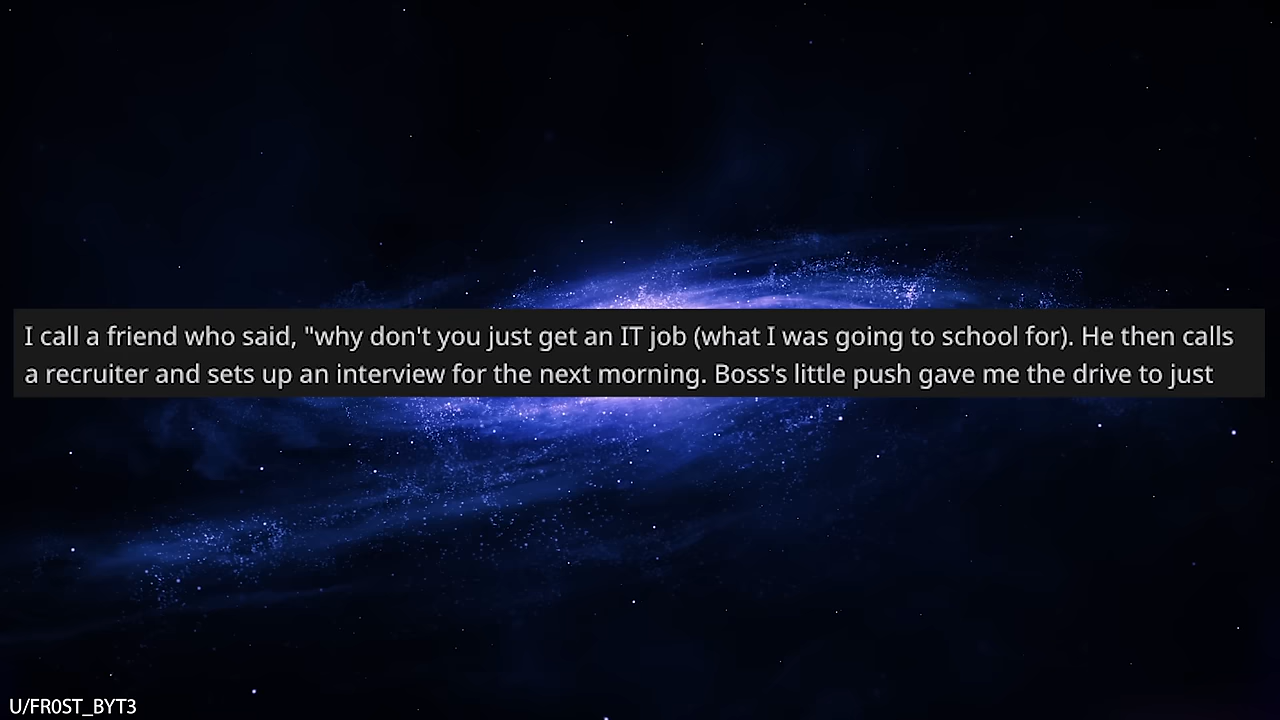 I call a friend who said, "why don't you just get an IT job (what I was going to school for). He then calls
a recruiter and sets up an interview for the next morning. Boss's little push gave me the drive to just
U/FR0ST_BYT3